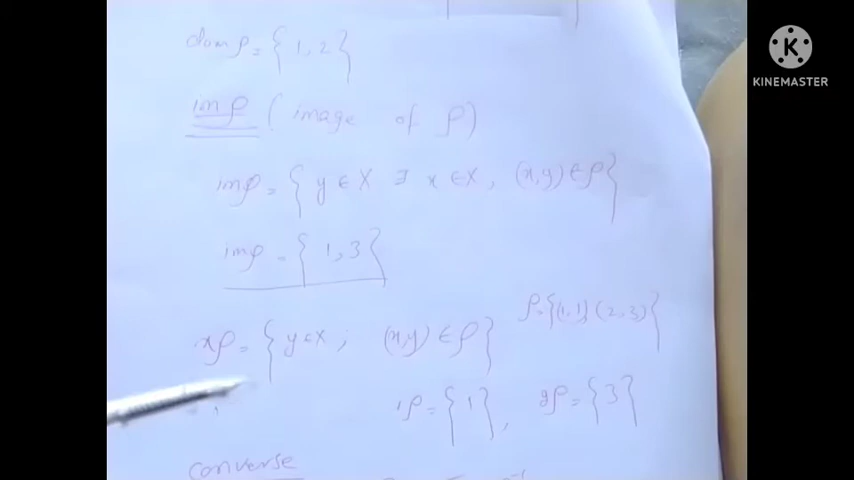 dom ρ = { 1, 2 }
im ρ ( image of ρ)
im ρ = { y ∈ X ∃ x ∈ X, (x,y) ∈ ρ }
im ρ = { 1, 3 }
xρ = { y ∈ X ; (x,y) ∈ ρ } ρ = {(1,1) (2,3)}
1ρ = { 1 }, 2ρ = { 3 }
converse
KINEMASTER